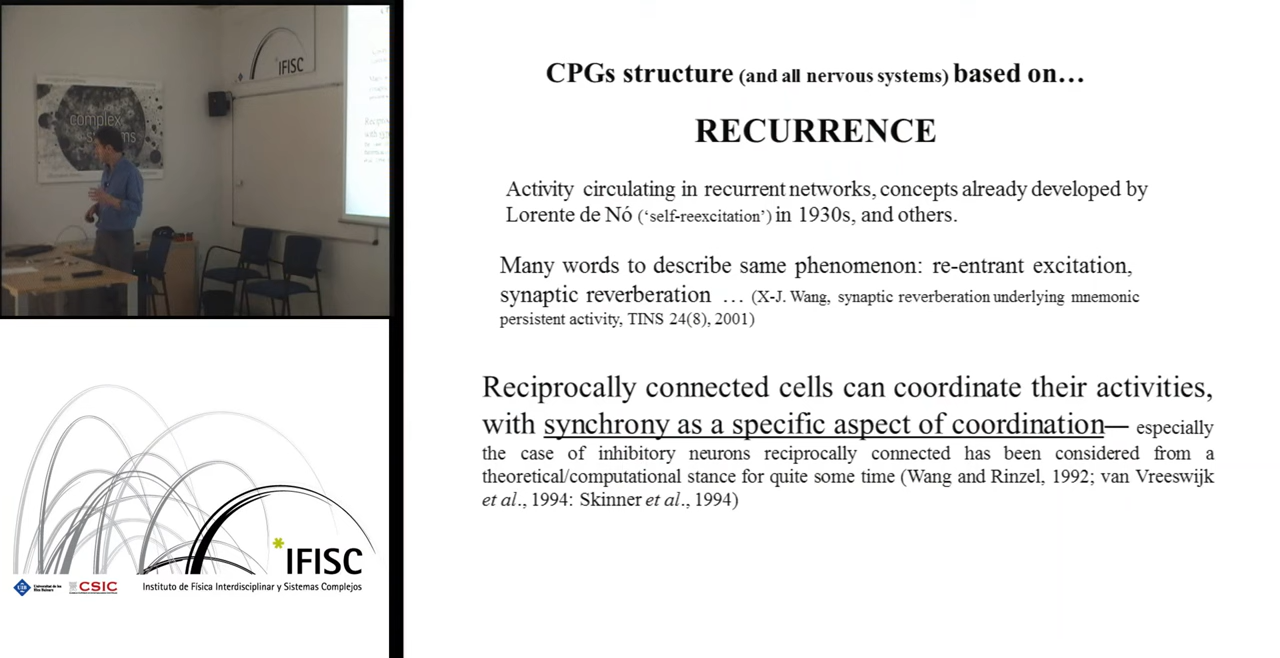 IFISC
complex
systems
CPGs structure (and all nervous systems) based on…
RECURRENCE
Activity circulating in recurrent networks, concepts already developed by
Lorente de Nó (‘self-reexcitation’) in 1930s, and others.
Many words to describe same phenomenon: re-entrant excitation,
synaptic reverberation … (X-J. Wang, synaptic reverberation underlying mnemonic
persistent activity, TINS 24(8), 2001)
Reciprocally connected cells can coordinate their activities,
with synchrony as a specific aspect of coordination— especially
the case of inhibitory neurons reciprocally connected has been considered from a
theoretical/computational stance for quite some time (Wang and Rinzel, 1992; van Vreeswijk
et al., 1994: Skinner et al., 1994)
IFISC
CSIC
Instituto de Física Interdisciplinar y Sistemas Complejos